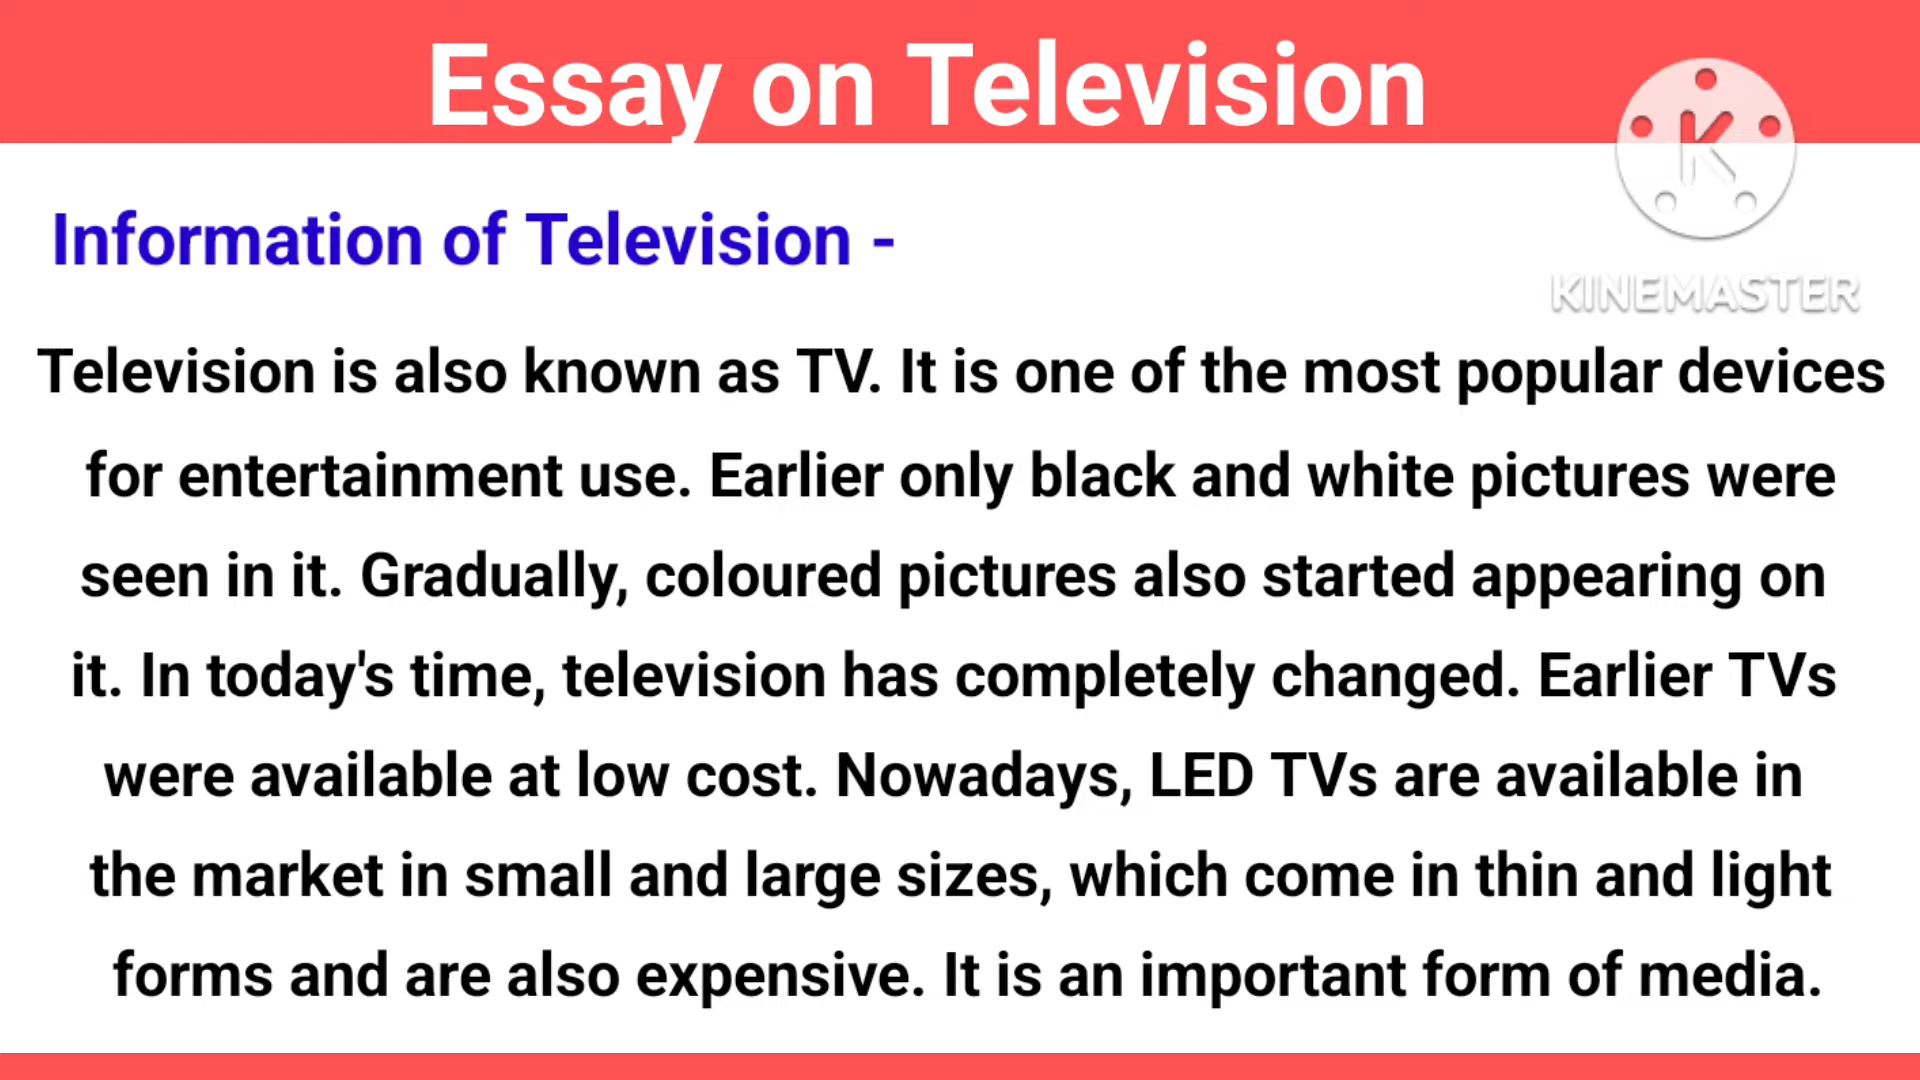 Essay on Television
K
KINEMASTER
Information of Television -
Television is also known as TV. It is one of the most popular devices
for entertainment use. Earlier only black and white pictures were
seen in it. Gradually, coloured pictures also started appearing on
it. In today's time, television has completely changed. Earlier TVs
were available at low cost. Nowadays, LED TVs are available in
the market in small and large sizes, which come in thin and light
forms and are also expensive. It is an important form of media.